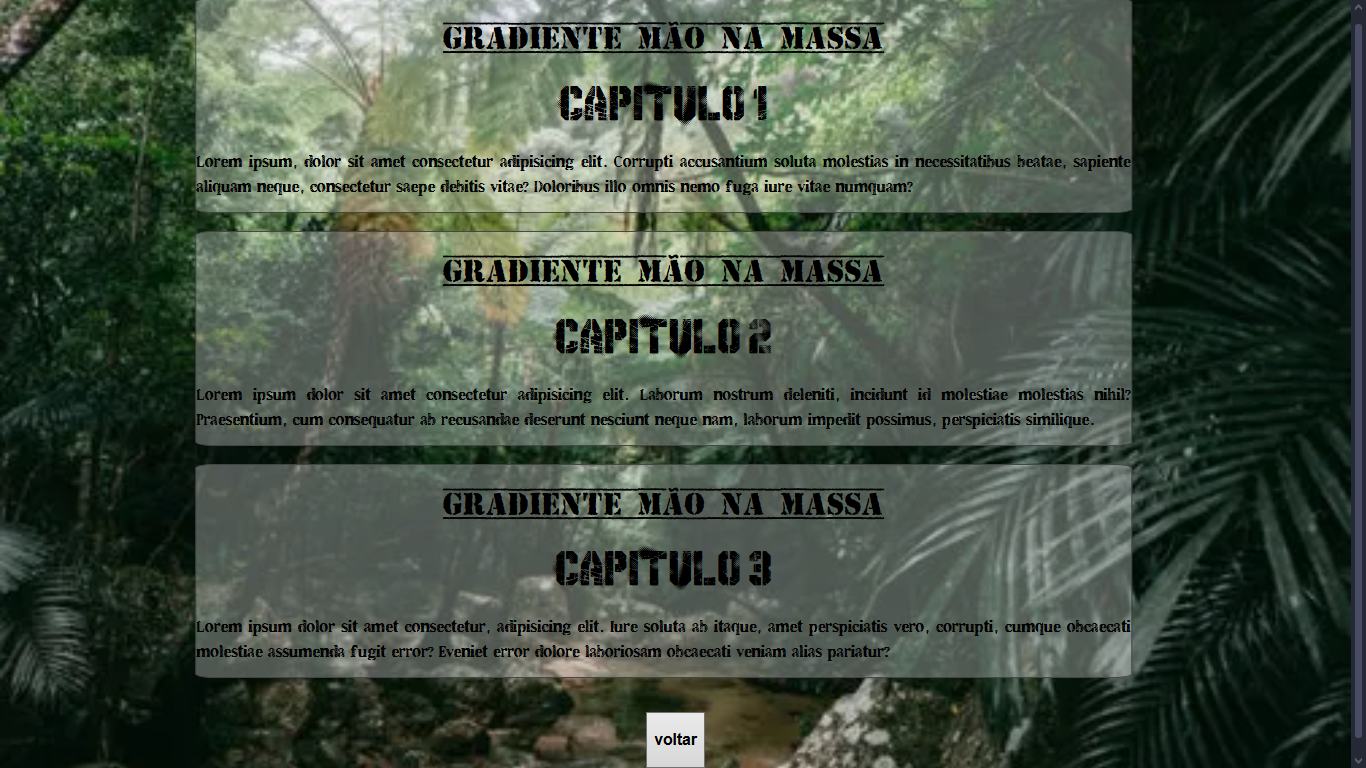 GRADIENTE MÃO NA MASSA
CAPITULO 1
Lorem ipsum, dolor sit amet consectetur adipisicing elit. Corrupti accusantium soluta molestias in necessitatibus beatae, sapiente
aliquam neque, consectetur saepe debitis vitae? Doloribus illo omnis nemo fuga iure vitae numquam?
GRADIENTE MÃO NA MASSA
CAPITULO 2
Lorem ipsum dolor sit amet consectetur adipisicing elit. Laborum nostrum deleniti, incidunt id molestiae molestias nihil?
Praesentium, cum consequatur ab recusandae deserunt nesciunt neque nam, laborum impedit possimus, perspiciatis similique.
GRADIENTE MÃO NA MASSA
CAPITULO 3
Lorem ipsum dolor sit amet consectetur, adipisicing elit. Iure soluta ab itaque, amet perspiciatis vero, corrupti, cumque obcaecati
molestiae assumenda fugit error? Eveniet error dolore laboriosam obcaecati veniam alias pariatur?
voltar